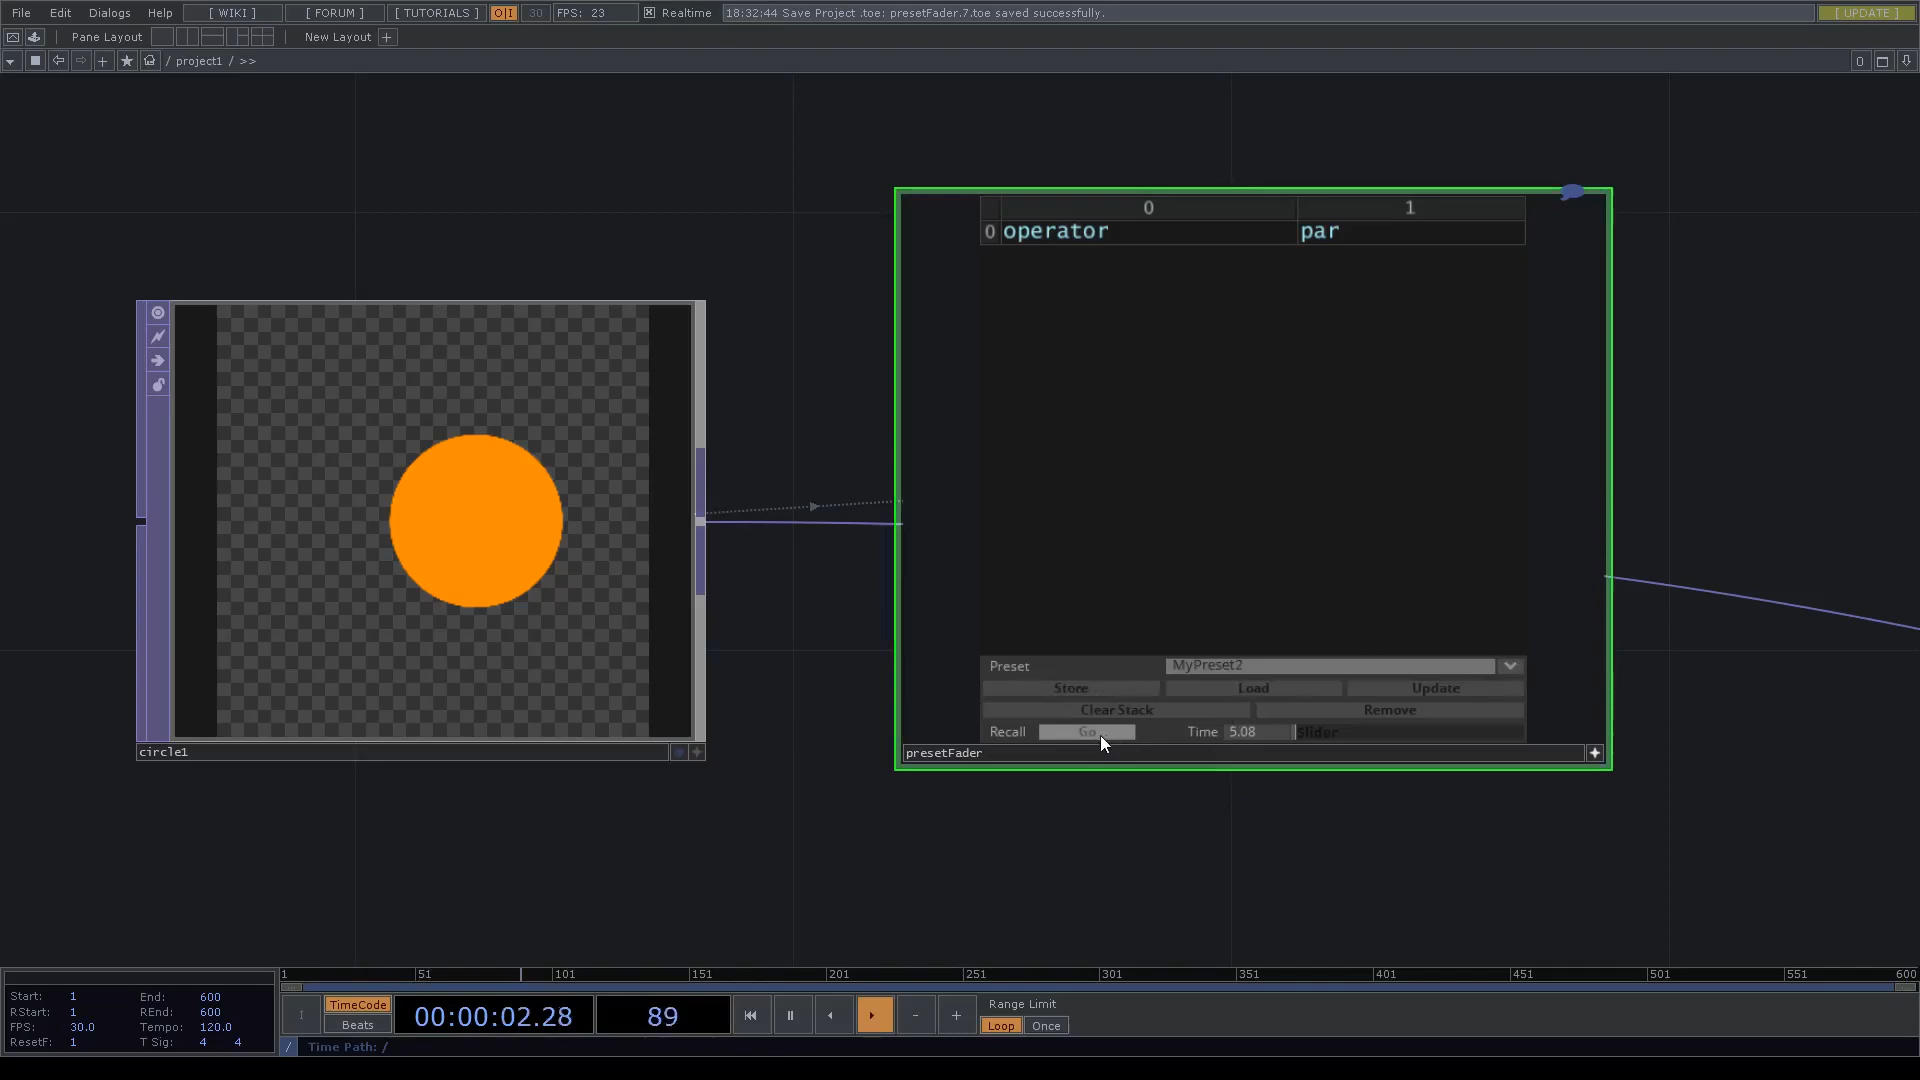 File Edit Dialogs Help [ WIKI ] [ FORUM ] [ TUTORIALS ] O|I 30 FPS: 23 Realtime 18:32:44 Save Project .toe: presetFader.7.toe saved successfully. [ UPDATE ]
Pane Layout New Layout +
/ project1 / >> 0
0 1
0 operator par
Preset MyPreset2
Store Load Update
Clear Stack Remove
Recall Go Time 5.08 Slider
circle1
presetFader
1 51 101 151 201 251 301 351 401 451 501 551 600
Start: 1 End: 600
RStart: 1 REnd: 600
FPS: 30.0 Tempo: 120.0
ResetF: 1 T Sig: 4 4
TimeCode
Beats
00:00:02.28 89
Range Limit
Loop Once
/ Time Path: /